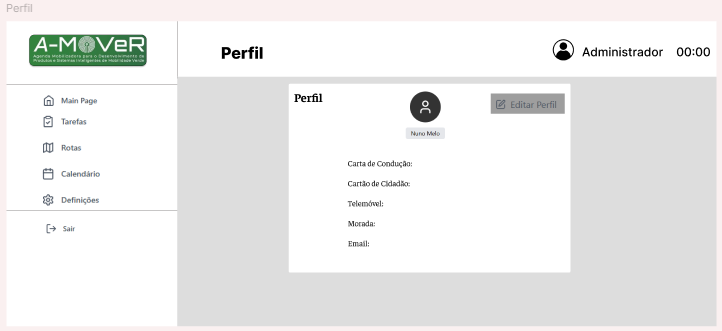 Perfil
A-MoVeR
Agenda Mobilizadora para o Desenvolvimento de
Produtos e Sistemas Inteligentes de Mobilidade Verde
Perfil
Administrador
00:00
Main Page
Tarefas
Rotas
Calendário
Definições
Sair
Perfil
Editar Perfil
Nuno Melo
Carta de Condução:
Cartão de Cidadão:
Telemóvel:
Morada:
Email: